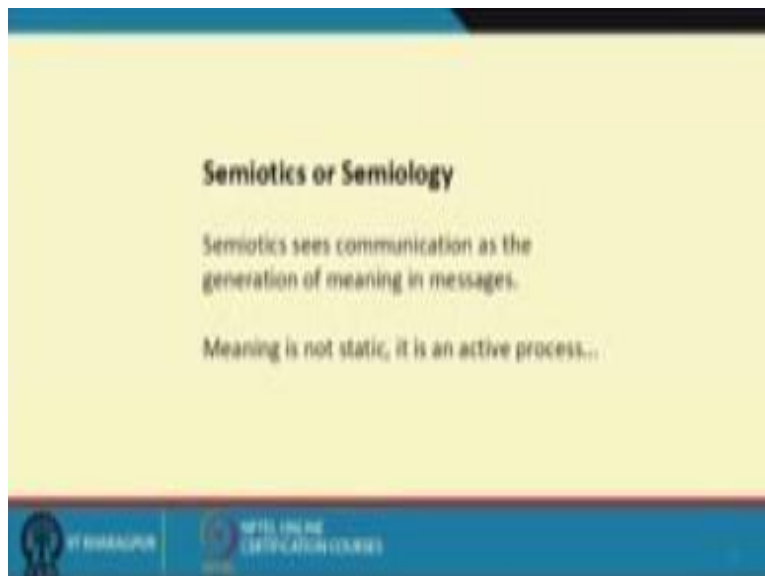 Semiotics or Semiology
Semiotics sees communication as the
generation of meaning in messages.
Meaning is not static, it is an active process...
IIT KHARAGPUR
NPTEL ONLINE
CERTIFICATION COURSES